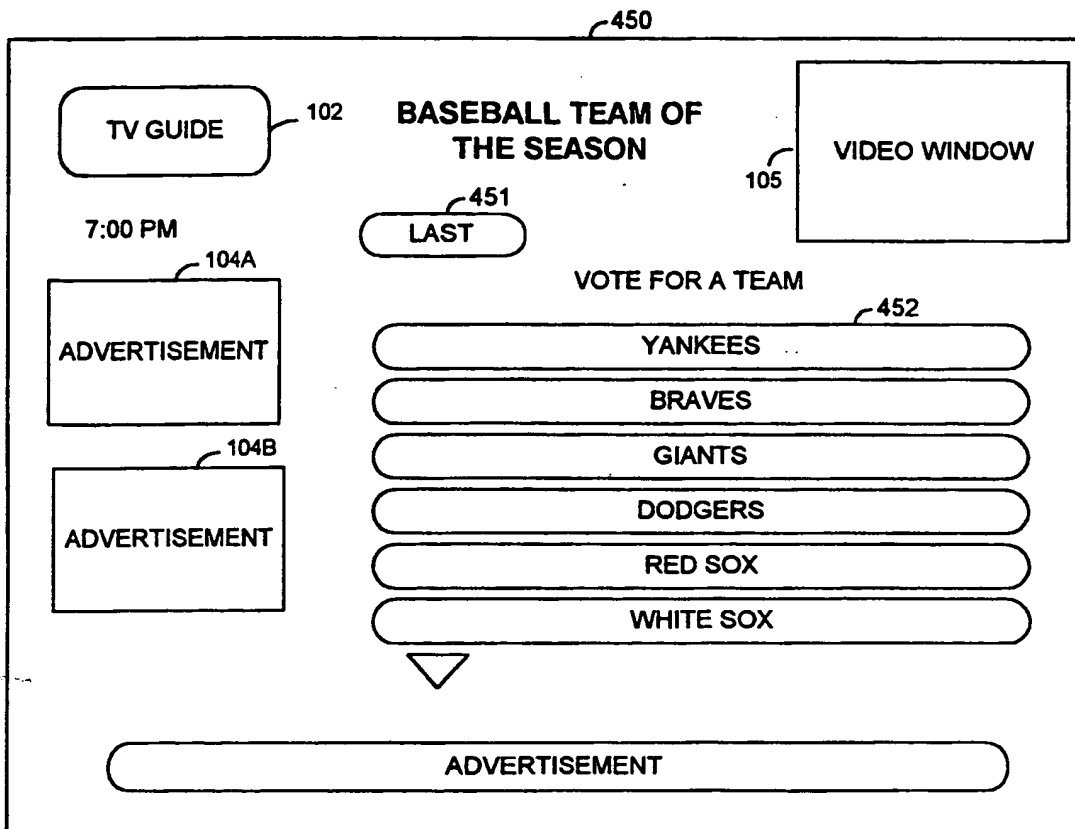 450
TV GUIDE
102
BASEBALL TEAM OF
THE SEASON
105
VIDEO WINDOW
7:00 PM
451
LAST
104A
ADVERTISEMENT
VOTE FOR A TEAM
452
YANKEES
BRAVES
GIANTS
104B
ADVERTISEMENT
DODGERS
RED SOX
WHITE SOX
ADVERTISEMENT